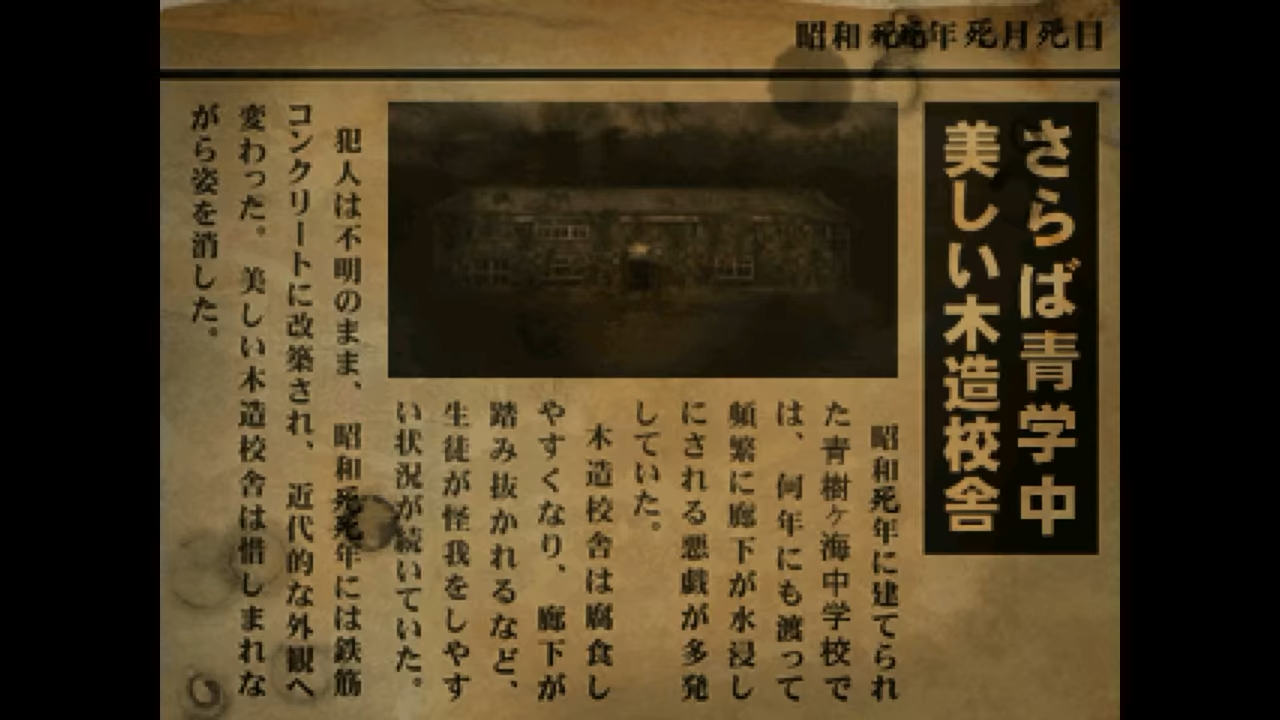 昭和死死年死月死日
さらば青学中
美しい木造校舎
昭和死年に建てられ
た青樹ヶ海中学校で
は、何年にも渡って
頻繁に廊下が水浸し
にされる悪戯が多発
していた。
木造校舎は腐食し
やすくなり、廊下が
踏み抜かれるなど、
生徒が怪我をしやす
い状況が続いていた。
犯人は不明のまま、昭和死死年には鉄筋
コンクリートに改築され、近代的な外観へ
変わった。美しい木造校舎は惜しまれな
がら姿を消した。